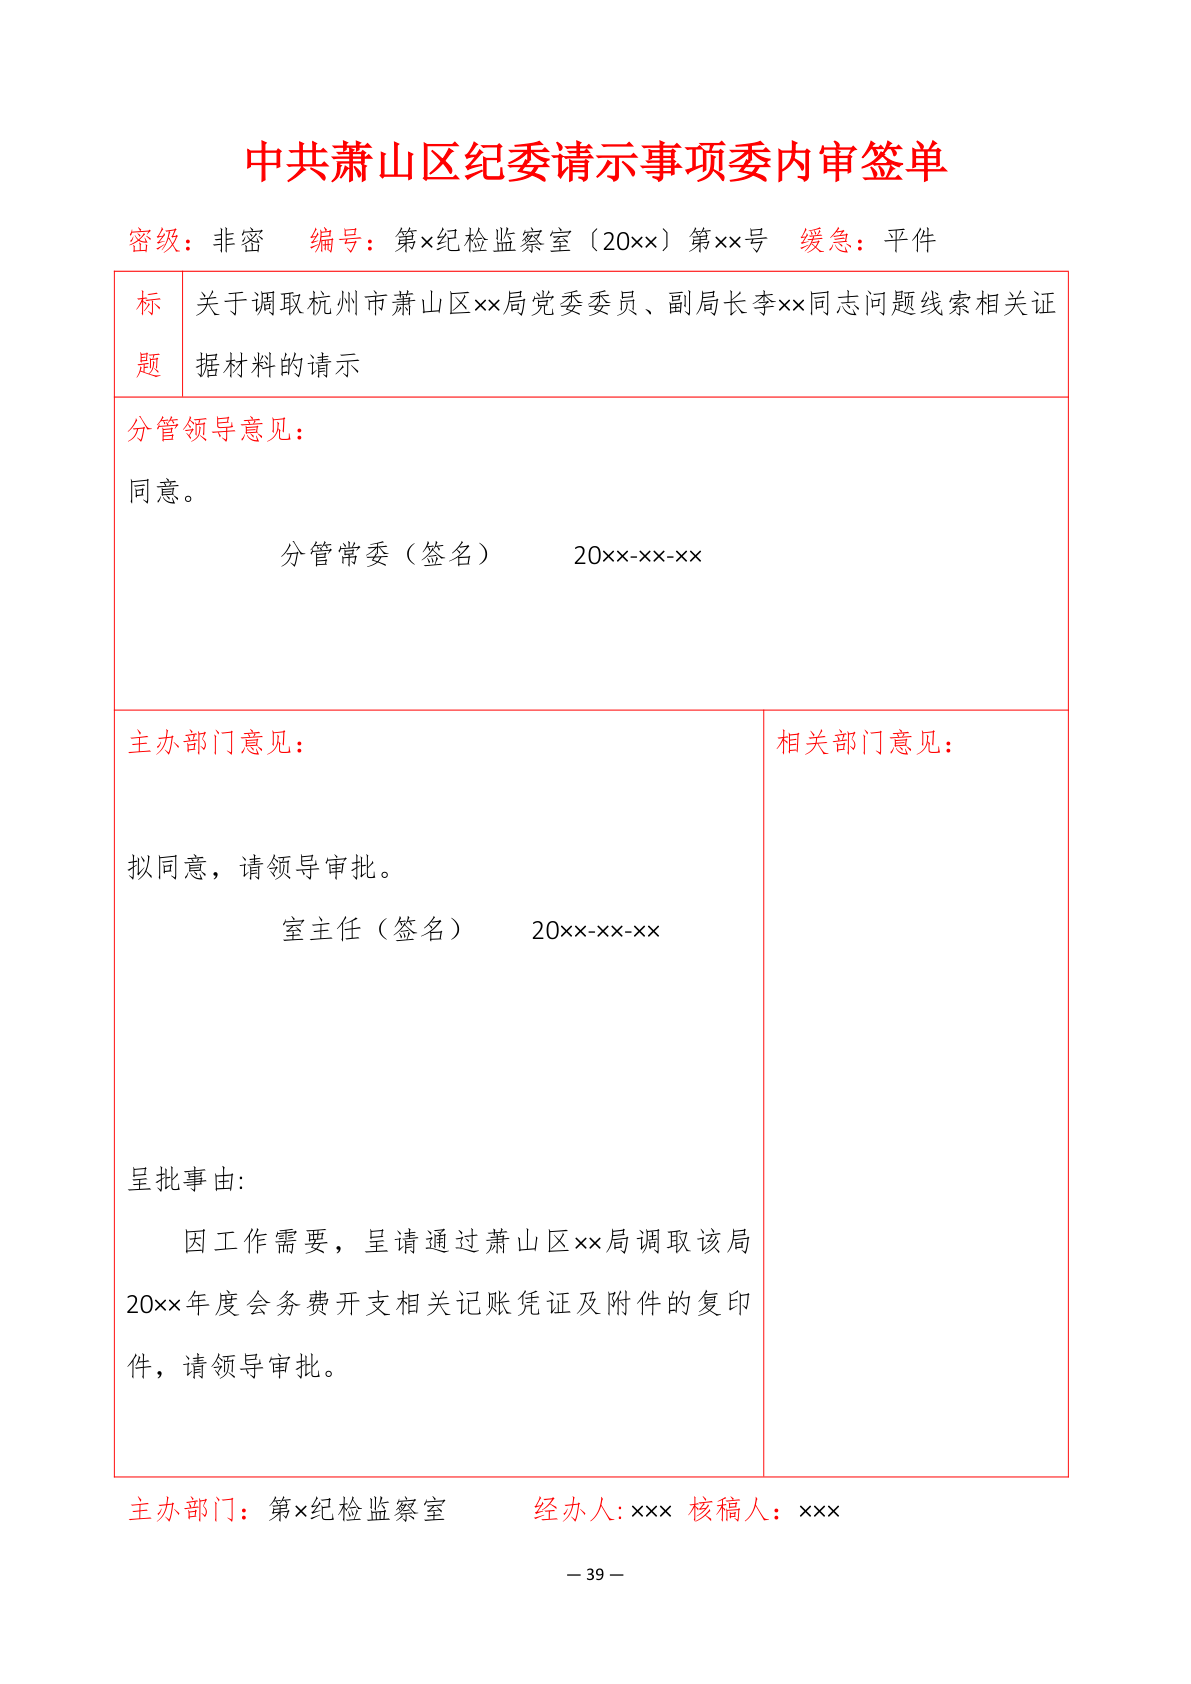 中共萧山区纪委请示事项委内审签单
密级：非密 编号：第×纪检监察室〔20××〕第××号 缓急：平件
标 关于调取杭州市萧山区××局党委委员、副局长李××同志问题线索相关证
题 据材料的请示
分管领导意见：
同意。
分管常委（签名） 20××-××-××
主办部门意见： 相关部门意见：
拟同意，请领导审批。
室主任（签名） 20××-××-××
呈批事由:
因工作需要，呈请通过萧山区××局调取该局
20××年度会务费开支相关记账凭证及附件的复印
件，请领导审批。
主办部门：第×纪检监察室 经办人: ××× 核稿人：×××
— 39 —